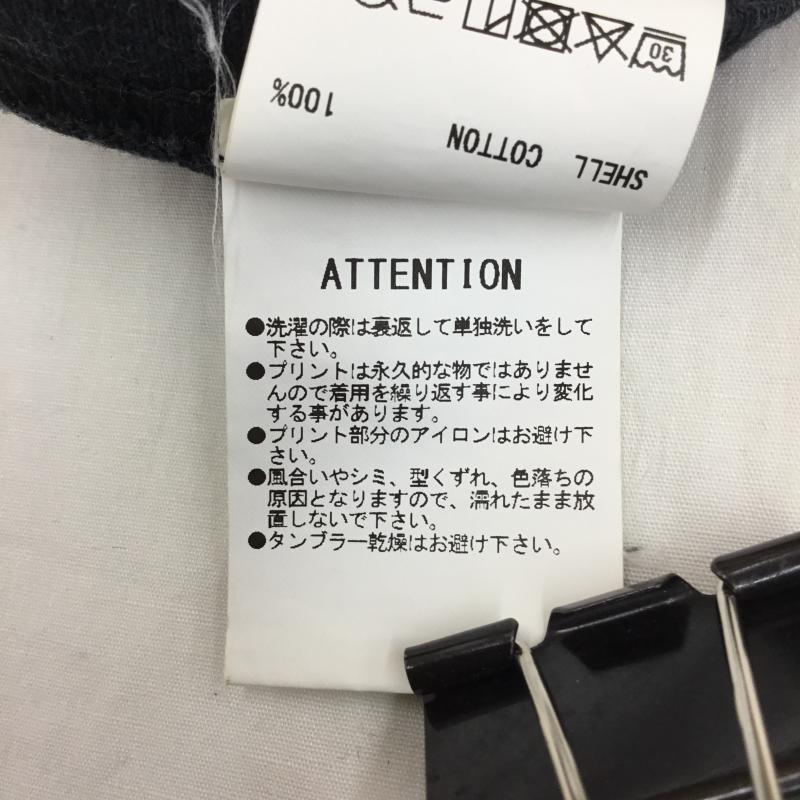 30
SHELL COTTON
100%
ATTENTION
●洗濯の際は裏返して単独洗いをして
下さい。
●プリントは永久的な物ではありませ
んので着用を繰り返す事により変化
する事があります。
●プリント部分のアイロンはお避け下
さい。
●風合いやシミ、型くずれ、色落ちの
原因となりますので、濡れたまま放
置しないで下さい。
●タンブラー乾燥はお避け下さい。